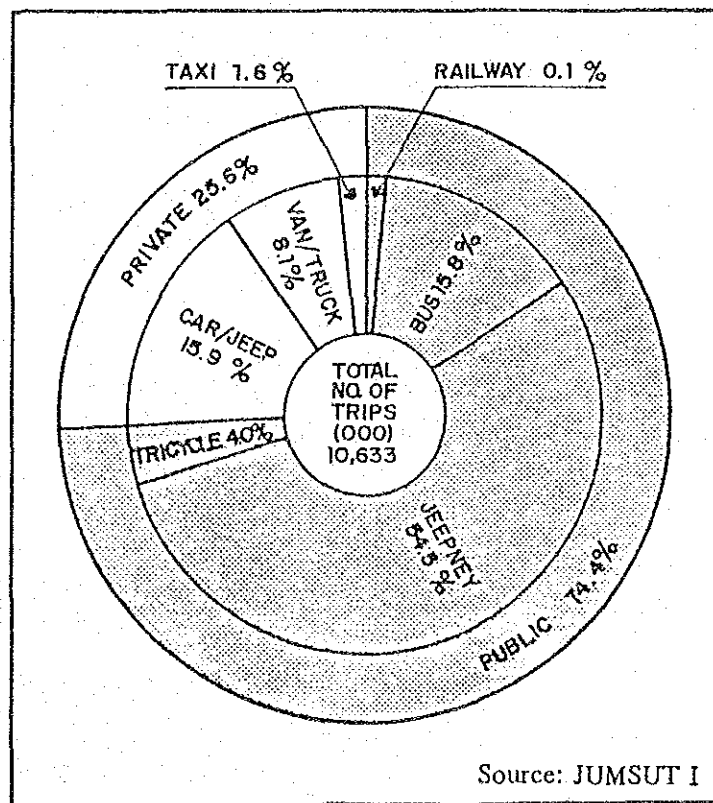 TAXI 1.6 %
RAILWAY 0.1 %
PRIVATE 25.6%
VAN/TRUCK
8.1%
BUS 15.8%
CAR/JEEP
15.9 %
TRICYCLE 4.0%
TOTAL
NO. OF
TRIPS
(000)
10,633
JEEPNEY
54.5 %
PUBLIC 74.4%
Source: JUMSUT I